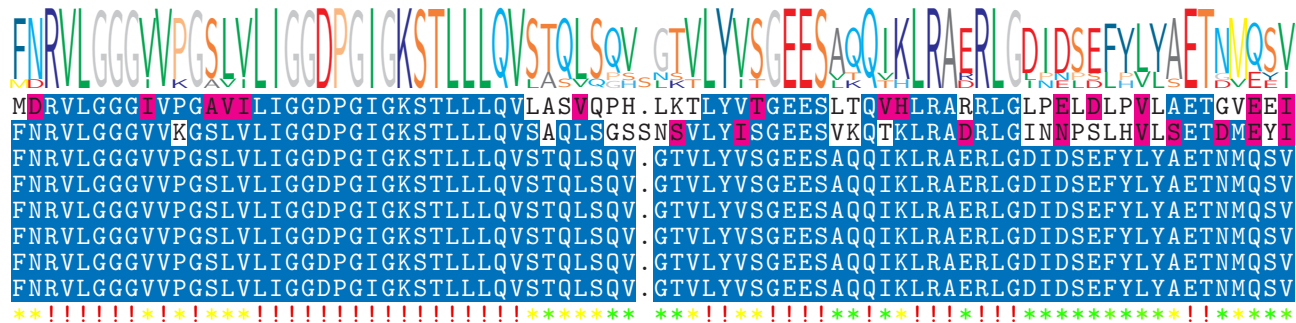 FNRVLGGGVVPGSLVLIGGDPGIGKSTLLLQVSTQLSQV GTVLYVSGEESAQQIKLRAERLGDIDSEFYLYAETNMQSV
MDRVLGGGIVPGAVILIGGDPGIGKSTLLLQVLASVQPH.LKTLYVTGEESLTQVHLRARRLGLPELDLPVLAETGVEEI
FNRVLGGGVVKGSLVLIGGDPGIGKSTLLLQVSAQLSGSSNSVLYISGEESVKQTKLRADRLGINNPSLHVLSETDMEYI
FNRVLGGGVVPGSLVLIGGDPGIGKSTLLLQVSTQLSQV.GTVLYVSGEESAQQIKLRAERLGDIDSEFYLYAETNMQSV
FNRVLGGGVVPGSLVLIGGDPGIGKSTLLLQVSTQLSQV.GTVLYVSGEESAQQIKLRAERLGDIDSEFYLYAETNMQSV
FNRVLGGGVVPGSLVLIGGDPGIGKSTLLLQVSTQLSQV.GTVLYVSGEESAQQIKLRAERLGDIDSEFYLYAETNMQSV
FNRVLGGGVVPGSLVLIGGDPGIGKSTLLLQVSTQLSQV.GTVLYVSGEESAQQIKLRAERLGDIDSEFYLYAETNMQSV
FNRVLGGGVVPGSLVLIGGDPGIGKSTLLLQVSTQLSQV.GTVLYVSGEESAQQIKLRAERLGDIDSEFYLYAETNMQSV
FNRVLGGGVVPGSLVLIGGDPGIGKSTLLLQVSTQLSQV.GTVLYVSGEESAQQIKLRAERLGDIDSEFYLYAETNMQSV
**!!!!!!*!*!***!!!!!!!!!!!!!!!!!******* ***!!**!!!!**!**!!!*!!!**********!!*****